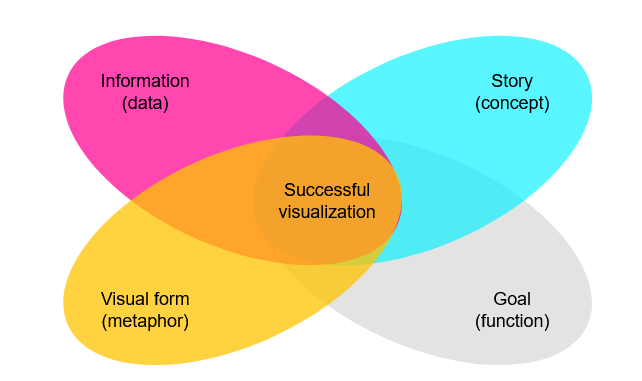 Information
(data)
Story
(concept)
Successful
visualization
Visual form
(metaphor)
Goal
(function)